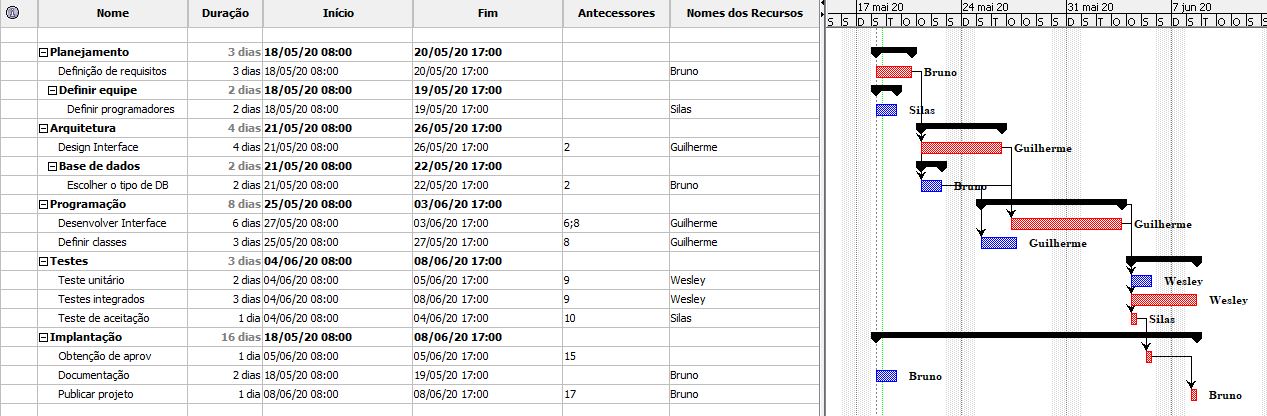 Nome Duração Início Fim Antecessores Nomes dos Recursos
Planejamento 3 dias 18/05/20 08:00 20/05/20 17:00
Definição de requisitos 3 dias 18/05/20 08:00 20/05/20 17:00 Bruno
Definir equipe 2 dias 18/05/20 08:00 19/05/20 17:00
Definir programadores 2 dias 18/05/20 08:00 19/05/20 17:00 Silas
Arquitetura 4 dias 21/05/20 08:00 26/05/20 17:00
Design Interface 4 dias 21/05/20 08:00 26/05/20 17:00 2 Guilherme
Base de dados 2 dias 21/05/20 08:00 22/05/20 17:00
Escolher o tipo de DB 2 dias 21/05/20 08:00 22/05/20 17:00 2 Bruno
Programação 8 dias 25/05/20 08:00 03/06/20 17:00
Desenvolver Interface 6 dias 27/05/20 08:00 03/06/20 17:00 6;8 Guilherme
Definir classes 3 dias 25/05/20 08:00 27/05/20 17:00 8 Guilherme
Testes 3 dias 04/06/20 08:00 08/06/20 17:00
Teste unitário 2 dias 04/06/20 08:00 05/06/20 17:00 9 Wesley
Testes integrados 3 dias 04/06/20 08:00 08/06/20 17:00 9 Wesley
Teste de aceitação 1 dia 04/06/20 08:00 04/06/20 17:00 10 Silas
Implantação 16 dias 18/05/20 08:00 08/06/20 17:00
Obtenção de aprov 1 dia 05/06/20 08:00 05/06/20 17:00 15
Documentação 2 dias 18/05/20 08:00 19/05/20 17:00 Bruno
Publicar projeto 1 dia 08/06/20 08:00 08/06/20 17:00 17 Bruno
17 mai 20 24 mai 20 31 mai 20 7 jun 20
S S D S T Q Q S S D S T Q Q S S D S T Q Q S S D S T Q Q S
Bruno
Silas
Guilherme
Bruno
Guilherme
Guilherme
Wesley
Wesley
Silas
Bruno
Bruno